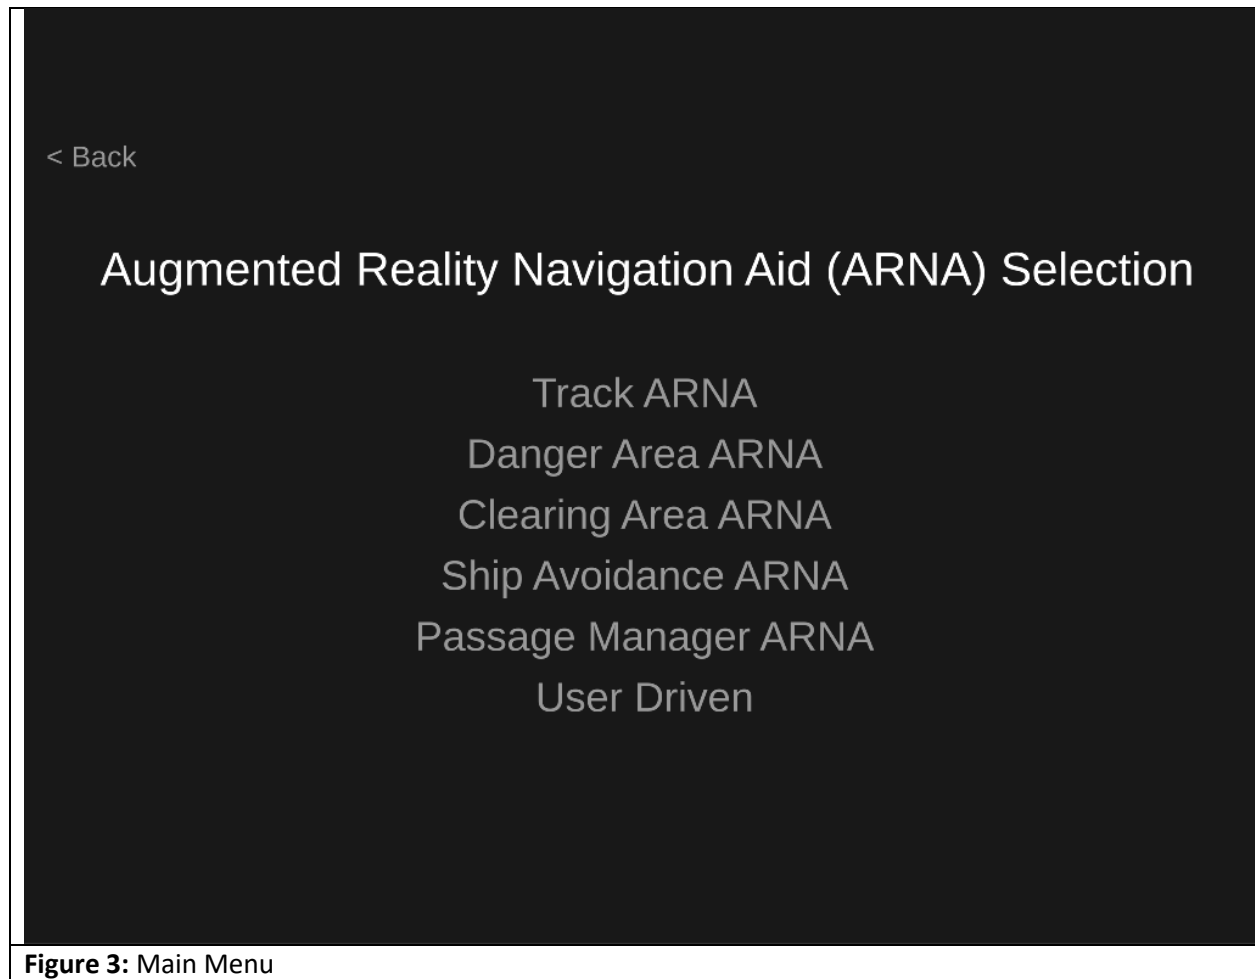 < Back
Augmented Reality Navigation Aid (ARNA) Selection
Track ARNA
Danger Area ARNA
Clearing Area ARNA
Ship Avoidance ARNA
Passage Manager ARNA
User Driven
Figure 3: Main Menu